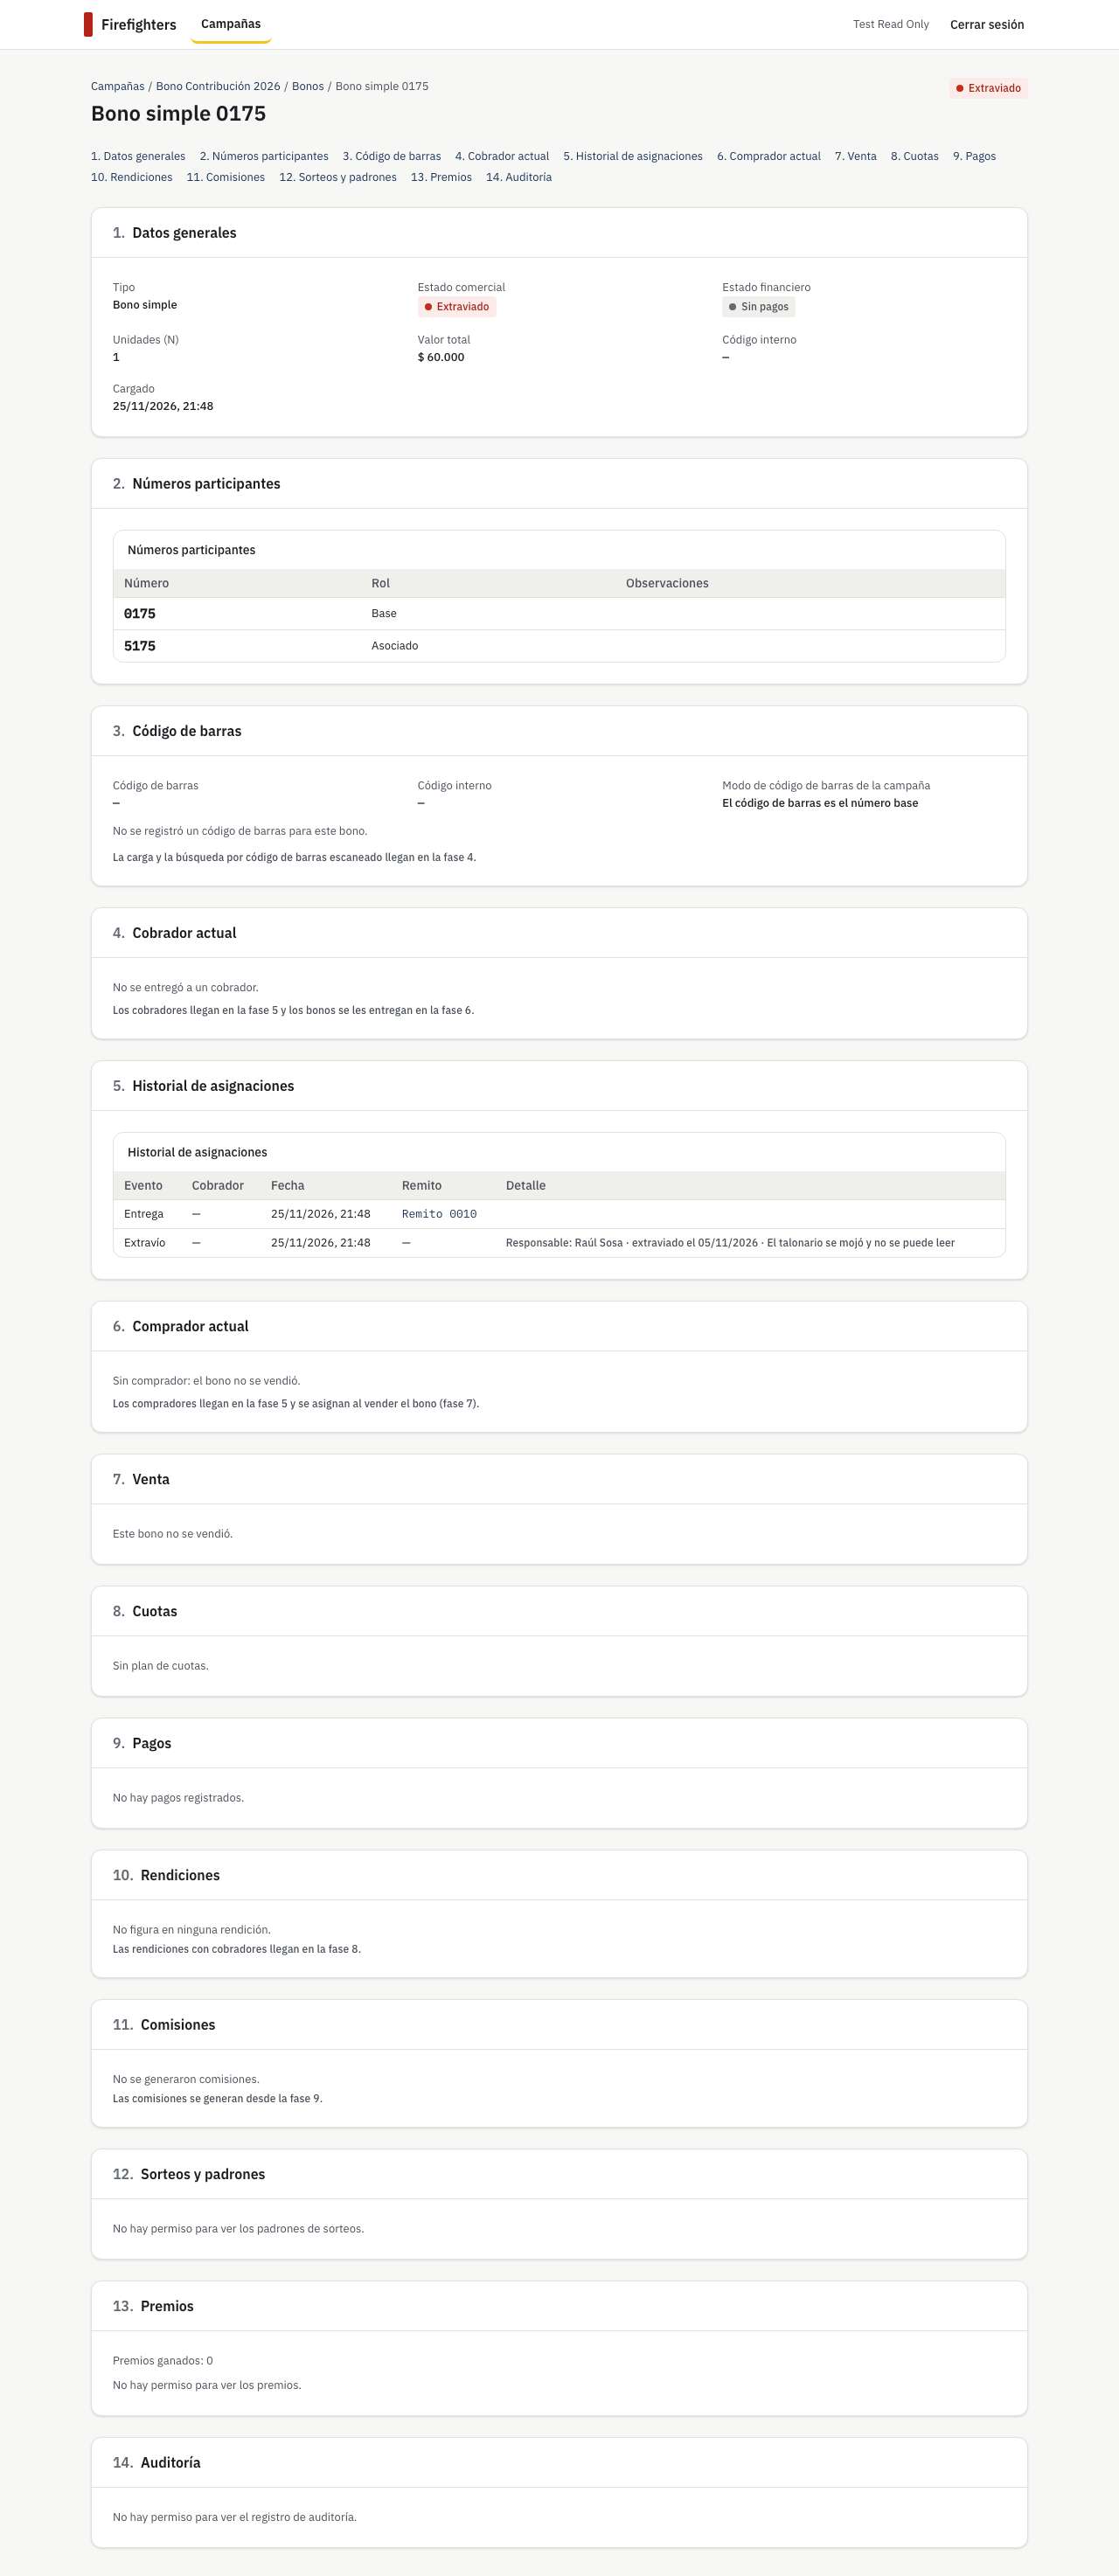 Firefighters Campañas Test Read Only Cerrar sesión
Campañas / Bono Contribución 2026 / Bonos / Bono simple 0175 Extraviado
Bono simple 0175
1. Datos generales 2. Números participantes 3. Código de barras 4. Cobrador actual 5. Historial de asignaciones 6. Comprador actual 7. Venta 8. Cuotas 9. Pagos
10. Rendiciones 11. Comisiones 12. Sorteos y padrones 13. Premios 14. Auditoría
1. Datos generales
Tipo Estado comercial Estado financiero
Bono simple Extraviado Sin pagos
Unidades (N) Valor total Código interno
1 $ 60.000 —
Cargado
25/11/2026, 21:48
2. Números participantes
Números participantes
Número Rol Observaciones
0175 Base
5175 Asociado
3. Código de barras
Código de barras Código interno Modo de código de barras de la campaña
— — El código de barras es el número base
No se registró un código de barras para este bono.
La carga y la búsqueda por código de barras escaneado llegan en la fase 4.
4. Cobrador actual
No se entregó a un cobrador.
Los cobradores llegan en la fase 5 y los bonos se les entregan en la fase 6.
5. Historial de asignaciones
Historial de asignaciones
Evento Cobrador Fecha Remito Detalle
Entrega — 25/11/2026, 21:48 Remito 0010
Extravío — 25/11/2026, 21:48 — Responsable: Raúl Sosa · extraviado el 05/11/2026 · El talonario se mojó y no se puede leer
6. Comprador actual
Sin comprador: el bono no se vendió.
Los compradores llegan en la fase 5 y se asignan al vender el bono (fase 7).
7. Venta
Este bono no se vendió.
8. Cuotas
Sin plan de cuotas.
9. Pagos
No hay pagos registrados.
10. Rendiciones
No figura en ninguna rendición.
Las rendiciones con cobradores llegan en la fase 8.
11. Comisiones
No se generaron comisiones.
Las comisiones se generan desde la fase 9.
12. Sorteos y padrones
No hay permiso para ver los padrones de sorteos.
13. Premios
Premios ganados: 0
No hay permiso para ver los premios.
14. Auditoría
No hay permiso para ver el registro de auditoría.